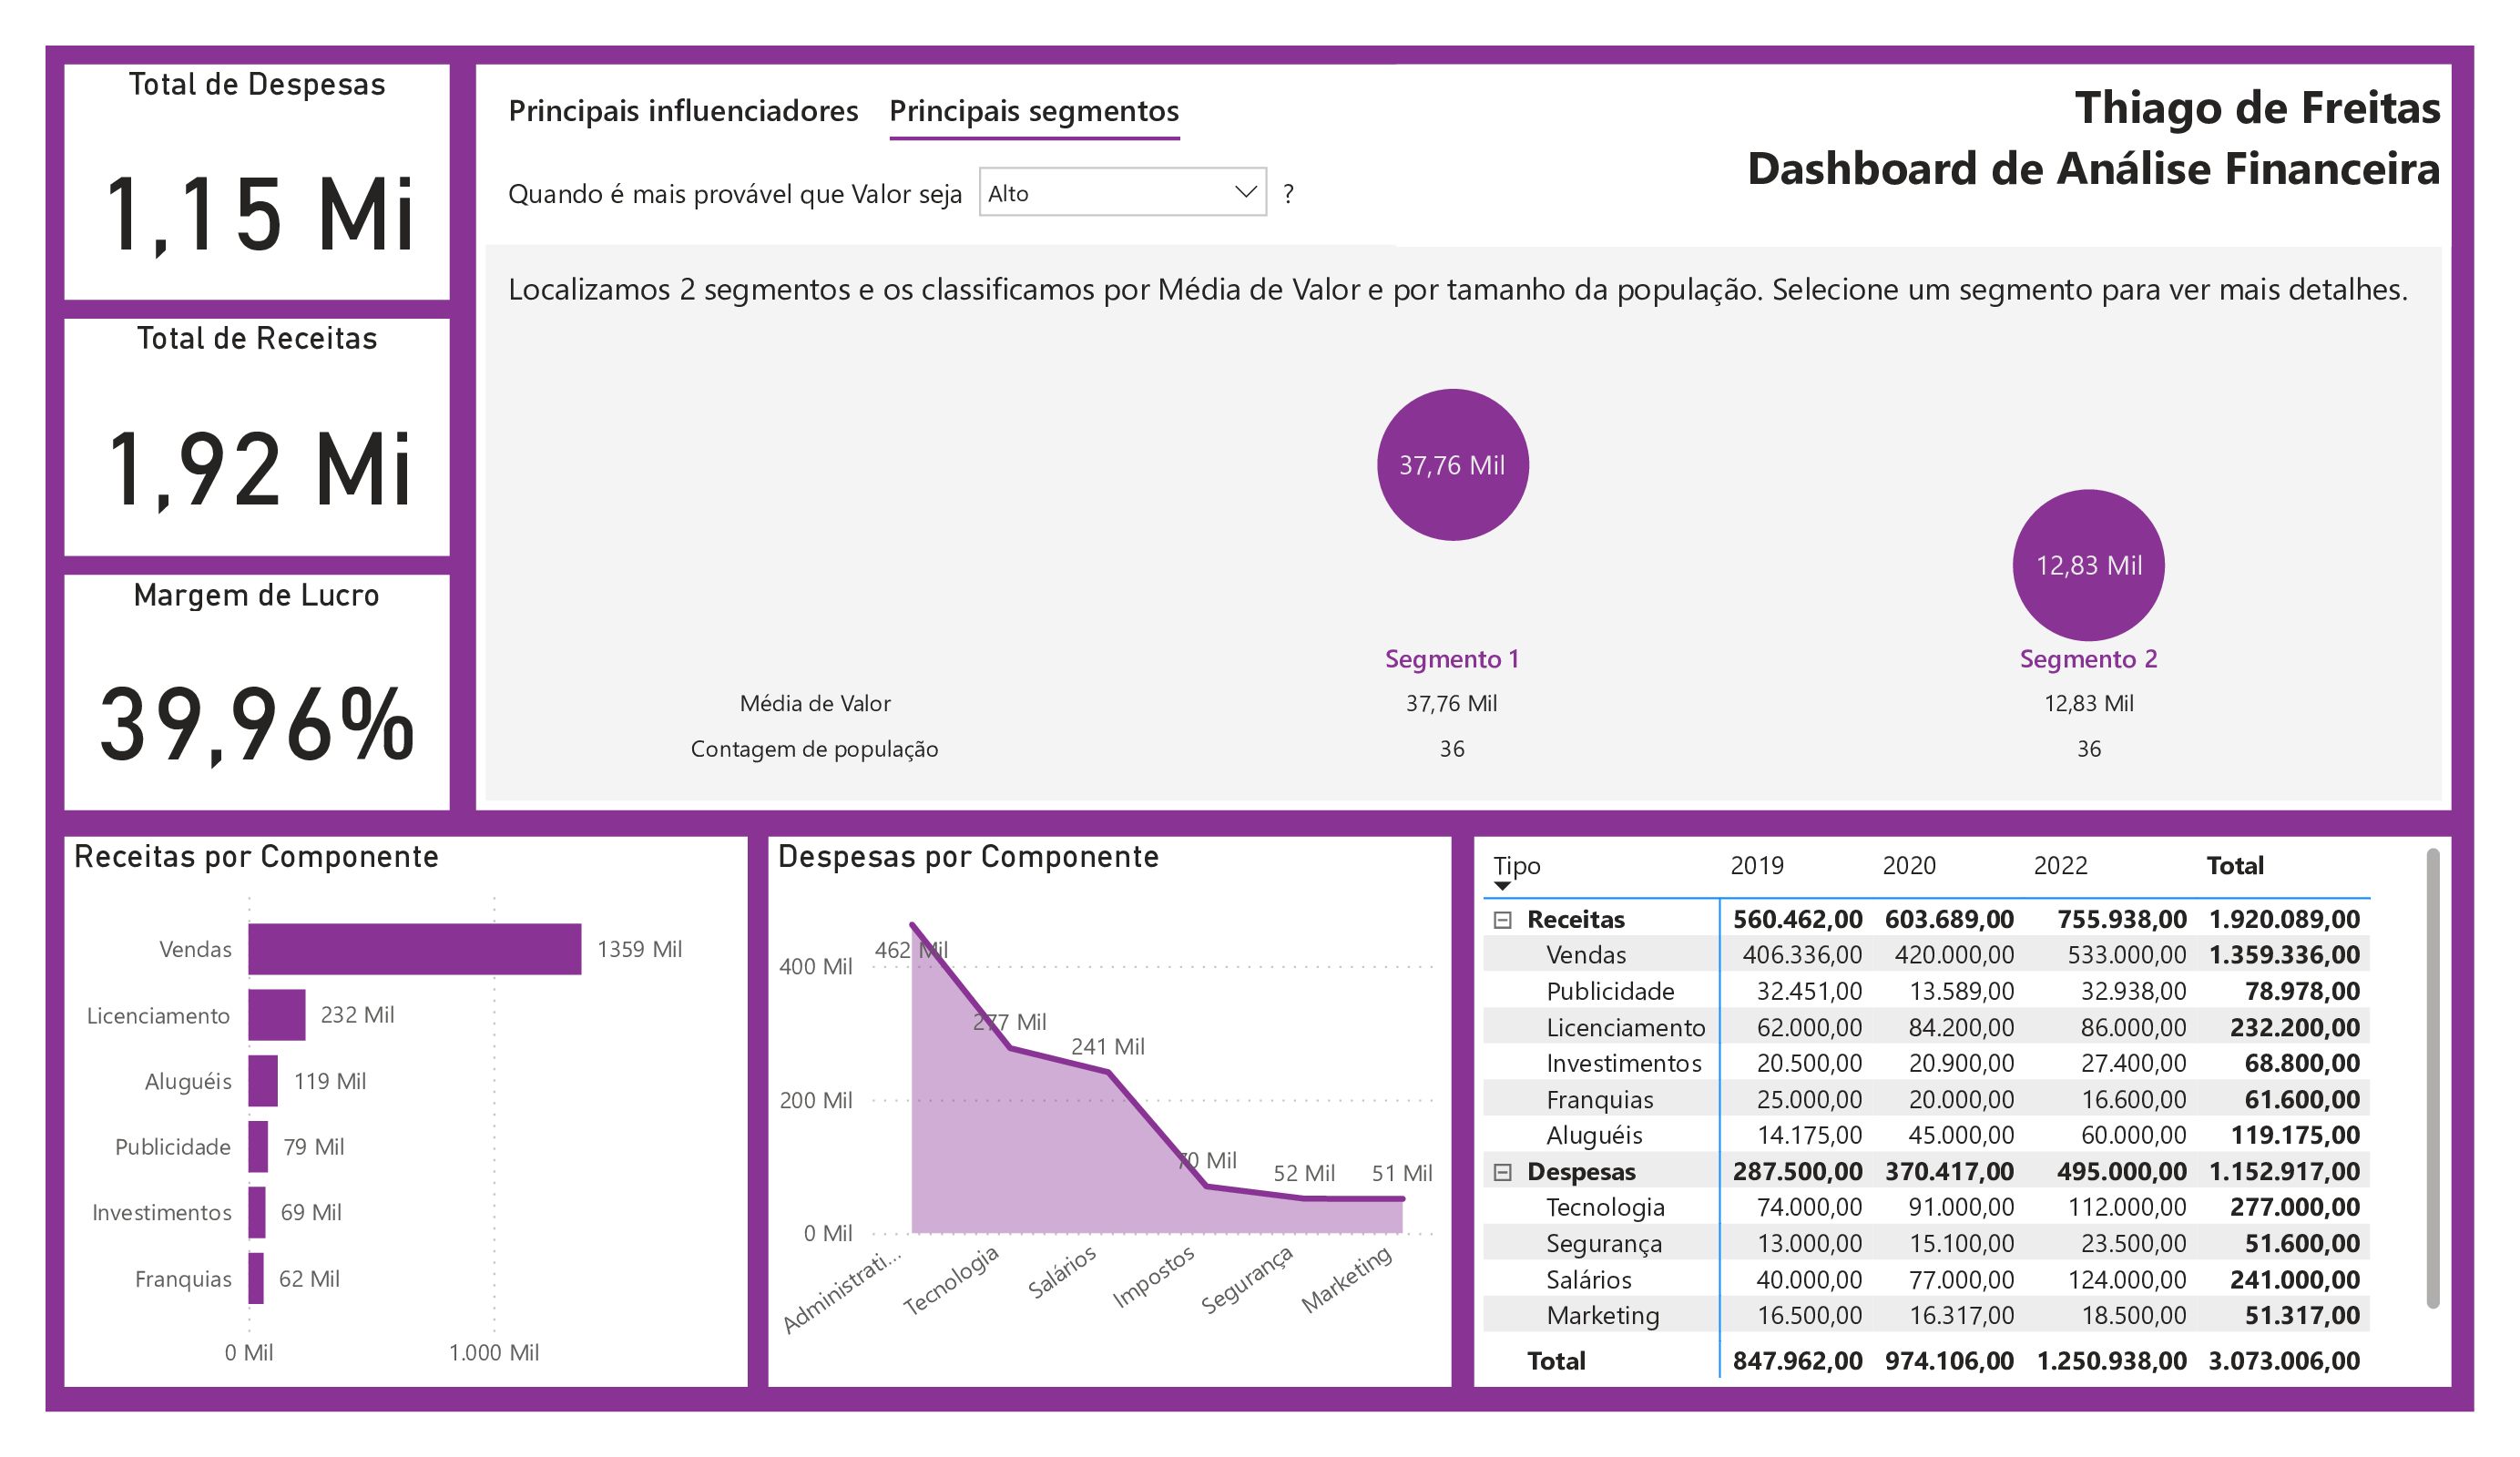 Total de Despesas
1,15 Mi
Total de Receitas
1,92 Mi
Margem de Lucro
39,96%
Principais influenciadores Principais segmentos
Quando é mais provável que Valor seja Alto ?
Thiago de Freitas
Dashboard de Análise Financeira
Localizamos 2 segmentos e os classificamos por Média de Valor e por tamanho da população. Selecione um segmento para ver mais detalhes.
37,76 Mil
12,83 Mil
Segmento 1 Segmento 2
Média de Valor 37,76 Mil 12,83 Mil
Contagem de população 36 36
Receitas por Componente
Vendas 1359 Mil
Licenciamento 232 Mil
Aluguéis 119 Mil
Publicidade 79 Mil
Investimentos 69 Mil
Franquias 62 Mil
0 Mil 1.000 Mil
Despesas por Componente
462 Mil
400 Mil
277 Mil
241 Mil
200 Mil
70 Mil 52 Mil 51 Mil
0 Mil
Administrati... Tecnologia Salários Impostos Segurança Marketing
Tipo 2019 2020 2022 Total
Receitas 560.462,00 603.689,00 755.938,00 1.920.089,00
Vendas 406.336,00 420.000,00 533.000,00 1.359.336,00
Publicidade 32.451,00 13.589,00 32.938,00 78.978,00
Licenciamento 62.000,00 84.200,00 86.000,00 232.200,00
Investimentos 20.500,00 20.900,00 27.400,00 68.800,00
Franquias 25.000,00 20.000,00 16.600,00 61.600,00
Aluguéis 14.175,00 45.000,00 60.000,00 119.175,00
Despesas 287.500,00 370.417,00 495.000,00 1.152.917,00
Tecnologia 74.000,00 91.000,00 112.000,00 277.000,00
Segurança 13.000,00 15.100,00 23.500,00 51.600,00
Salários 40.000,00 77.000,00 124.000,00 241.000,00
Marketing 16.500,00 16.317,00 18.500,00 51.317,00
Total 847.962,00 974.106,00 1.250.938,00 3.073.006,00